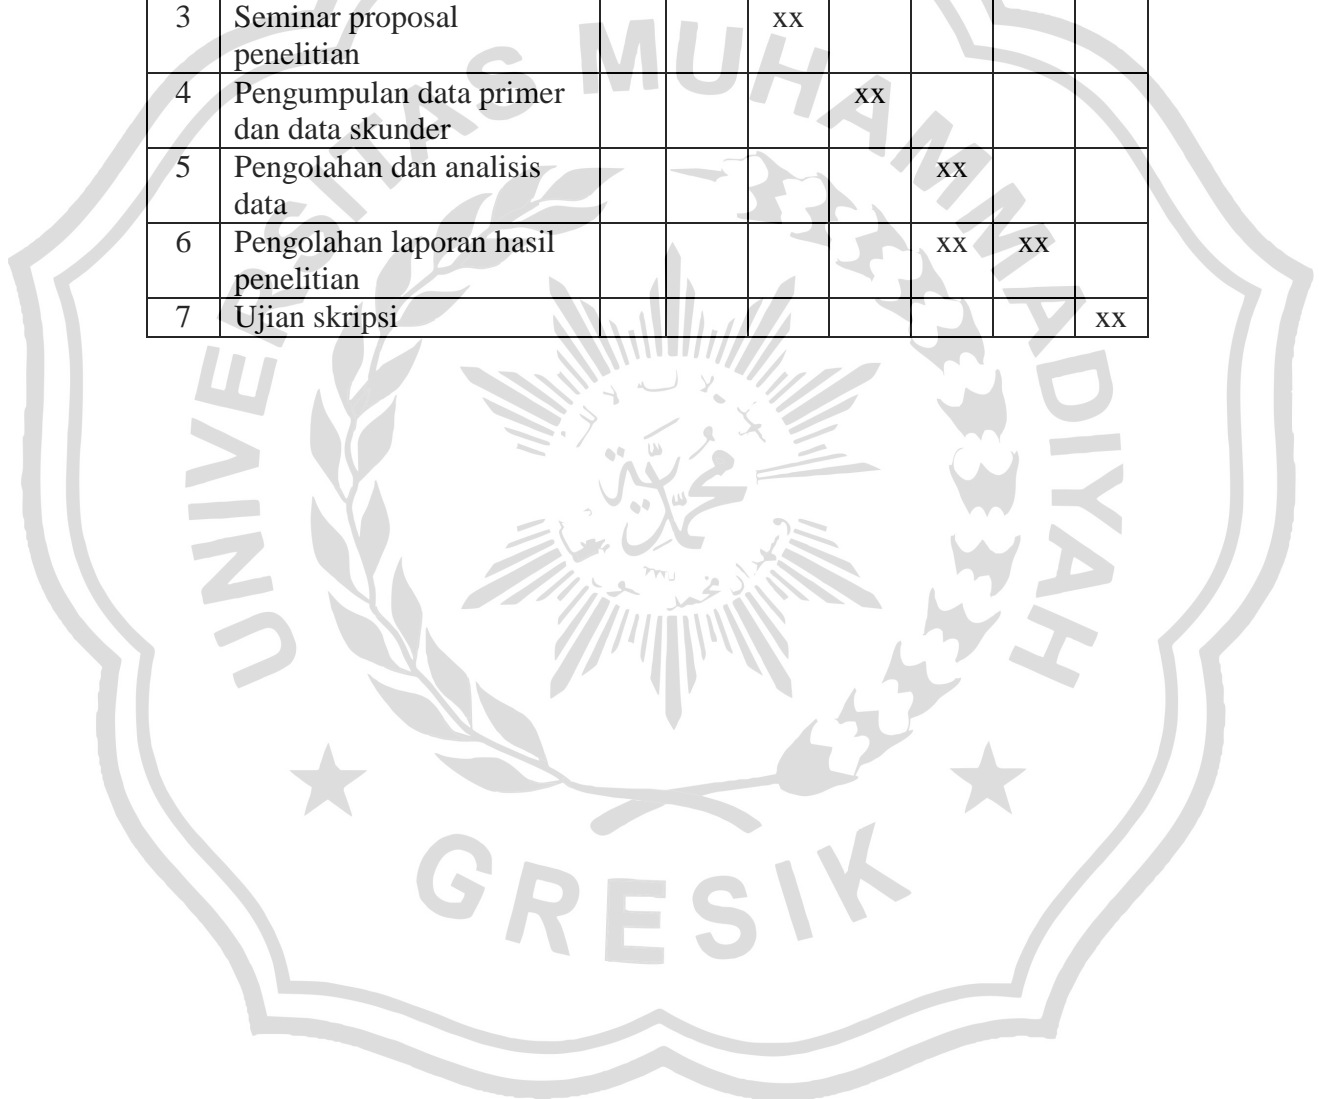 3 Seminar proposal xx
penelitian
4 Pengumpulan data primer xx
dan data skunder
5 Pengolahan dan analisis xx
data
6 Pengolahan laporan hasil xx xx
penelitian
7 Ujian skripsi xx
UNIVERSITAS MUHAMMADIYAH
محمدية
GRESIK